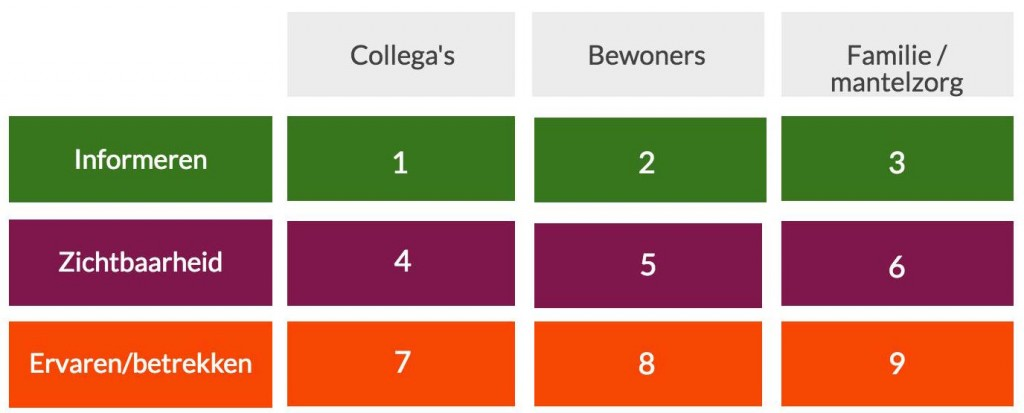 Collega's
Bewoners
Familie /
mantelzorg
Informeren
1
2
3
Zichtbaarheid
4
5
6
Ervaren/betrekken
7
8
9